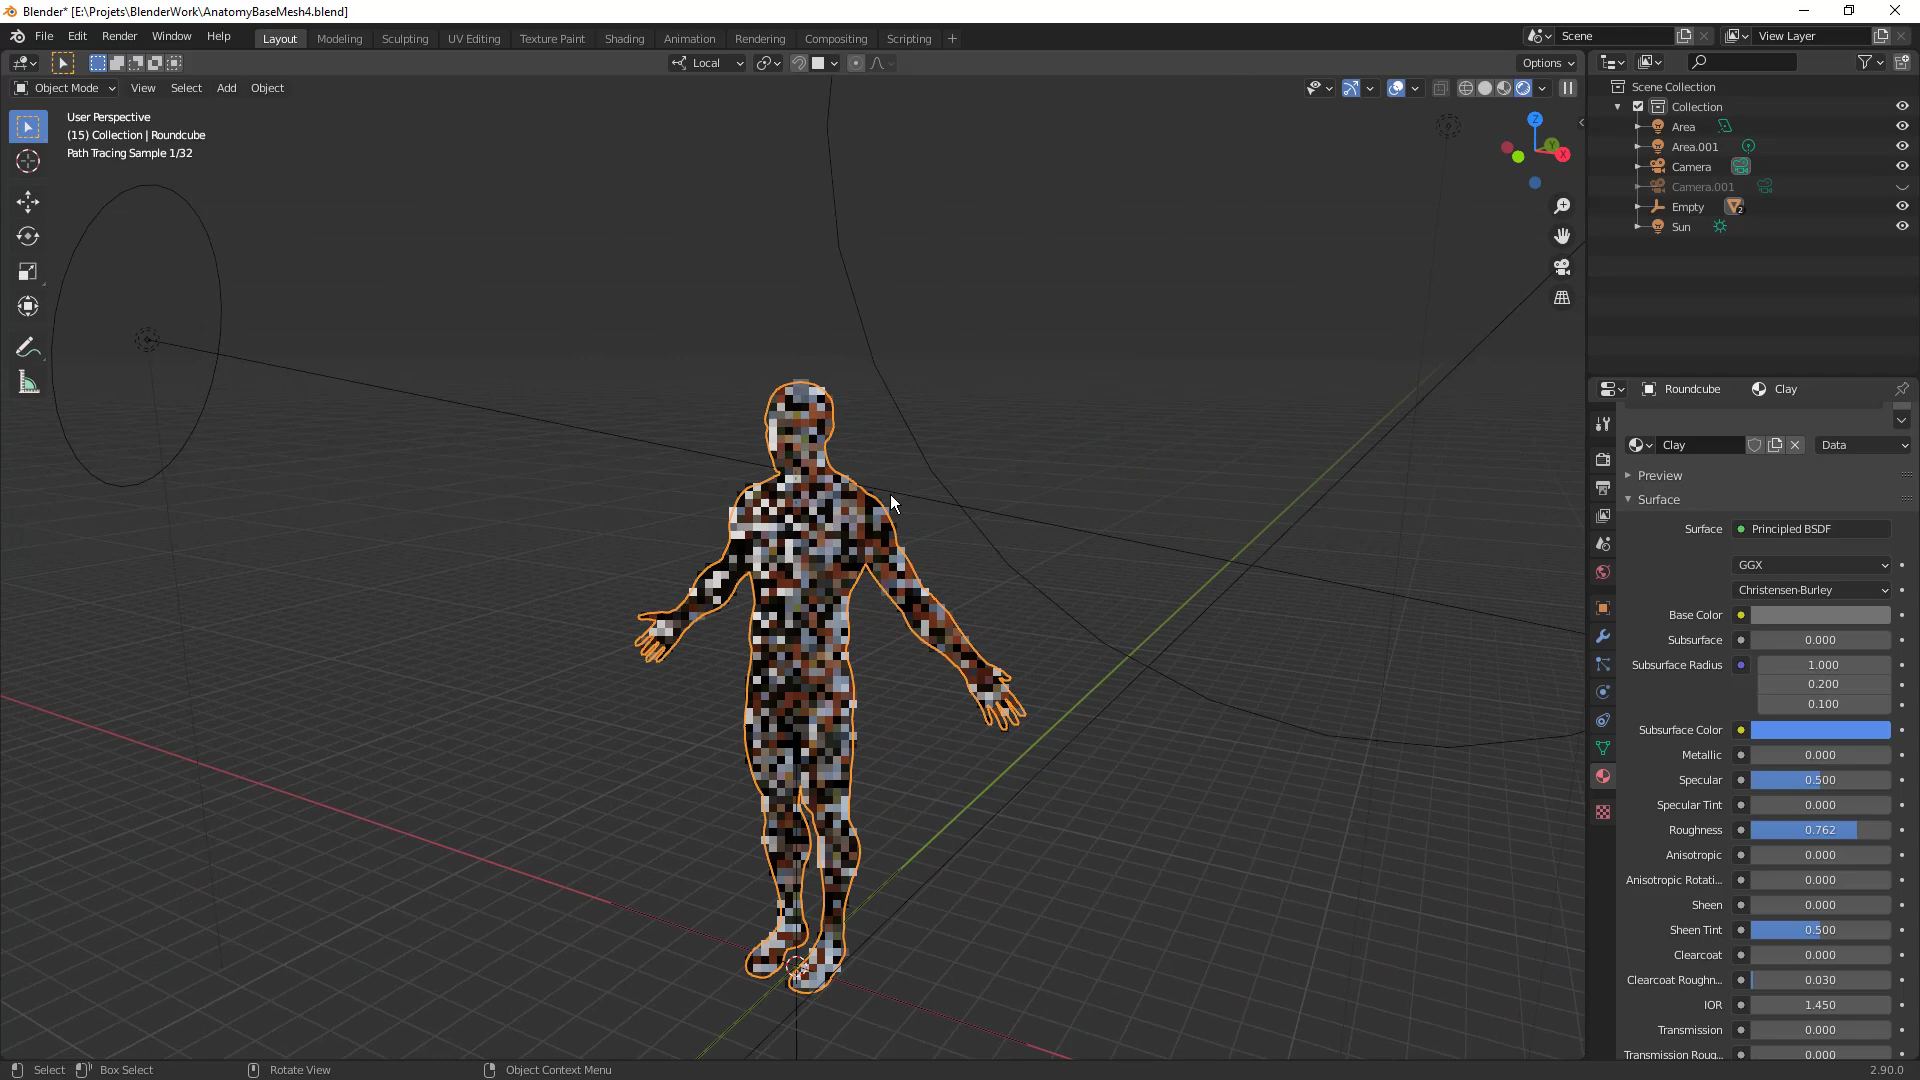 Blender* [E:\Projets\BlenderWork\AnatomyBaseMesh4.blend]
File Edit Render Window Help
Layout Modeling Sculpting UV Editing Texture Paint Shading Animation Rendering Compositing Scripting +
Scene
View Layer
Local
Options
Object Mode View Select Add Object
User Perspective
(15) Collection | Roundcube
Path Tracing Sample 1/32
Z
Y
X
Scene Collection
Collection
Area
Area.001
Camera
Camera.001
Empty 2
Sun
Roundcube Clay
Clay Data
Preview
Surface
Surface Principled BSDF
GGX
Christensen-Burley
Base Color
Subsurface 0.000
Subsurface Radius 1.000
0.200
0.100
Subsurface Color
Metallic 0.000
Specular 0.500
Specular Tint 0.000
Roughness 0.762
Anisotropic 0.000
Anisotropic Rotati... 0.000
Sheen 0.000
Sheen Tint 0.500
Clearcoat 0.000
Clearcoat Roughn... 0.030
IOR 1.450
Transmission 0.000
Transmission Roug... 0.000
Select Box Select Rotate View Object Context Menu 2.90.0